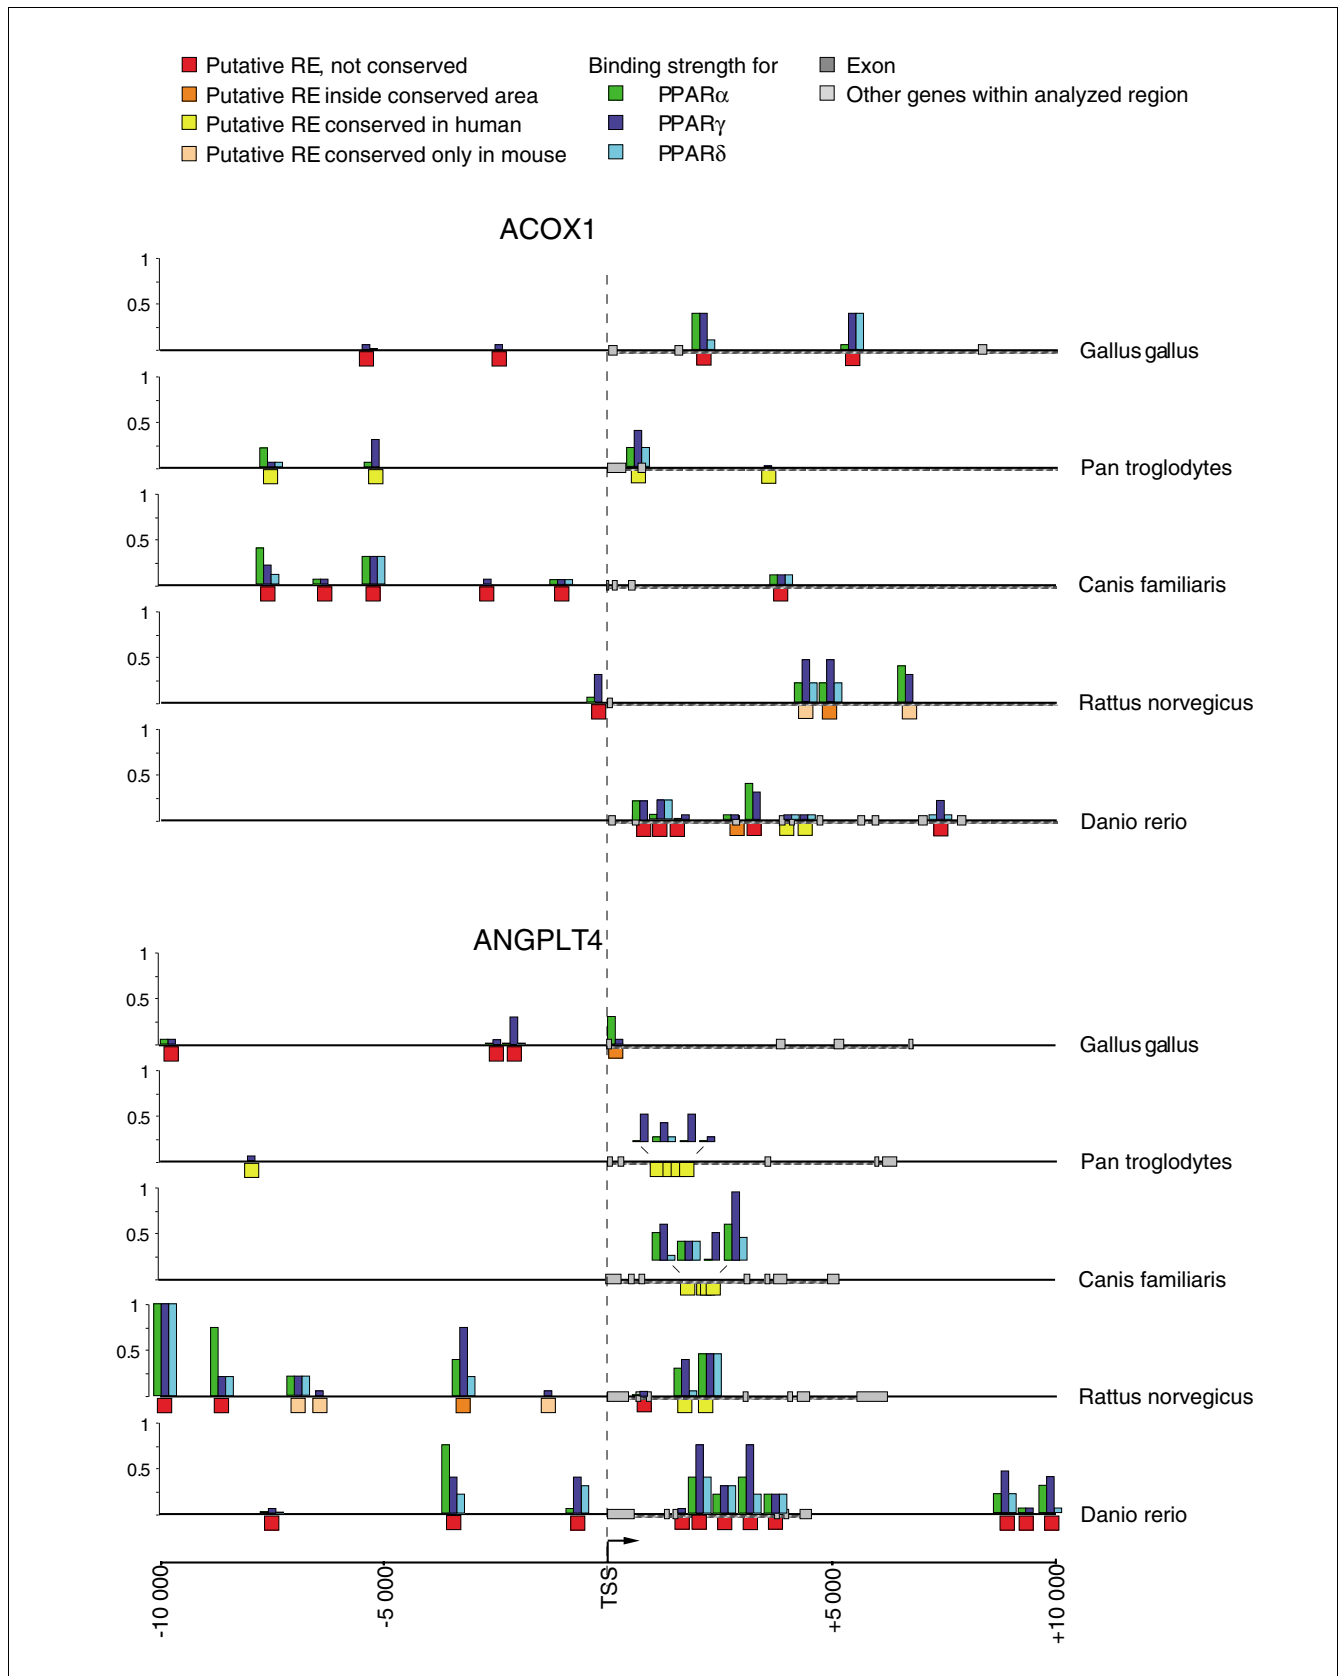 Putative RE, not conserved
Putative RE inside conserved area
Putative RE conserved in human
Putative RE conserved only in mouse
Binding strength for
PPARα
PPARγ
PPARδ
Exon
Other genes within analyzed region
ACOX1
1
0.5
Gallus gallus
1
0.5
Pan troglodytes
1
0.5
Canis familiaris
1
0.5
Rattus norvegicus
1
0.5
Danio rerio
ANGPLT4
1
0.5
Gallus gallus
1
0.5
Pan troglodytes
1
0.5
Canis familiaris
1
0.5
Rattus norvegicus
1
0.5
Danio rerio
-10 000
-5 000
TSS
+5 000
+10 000